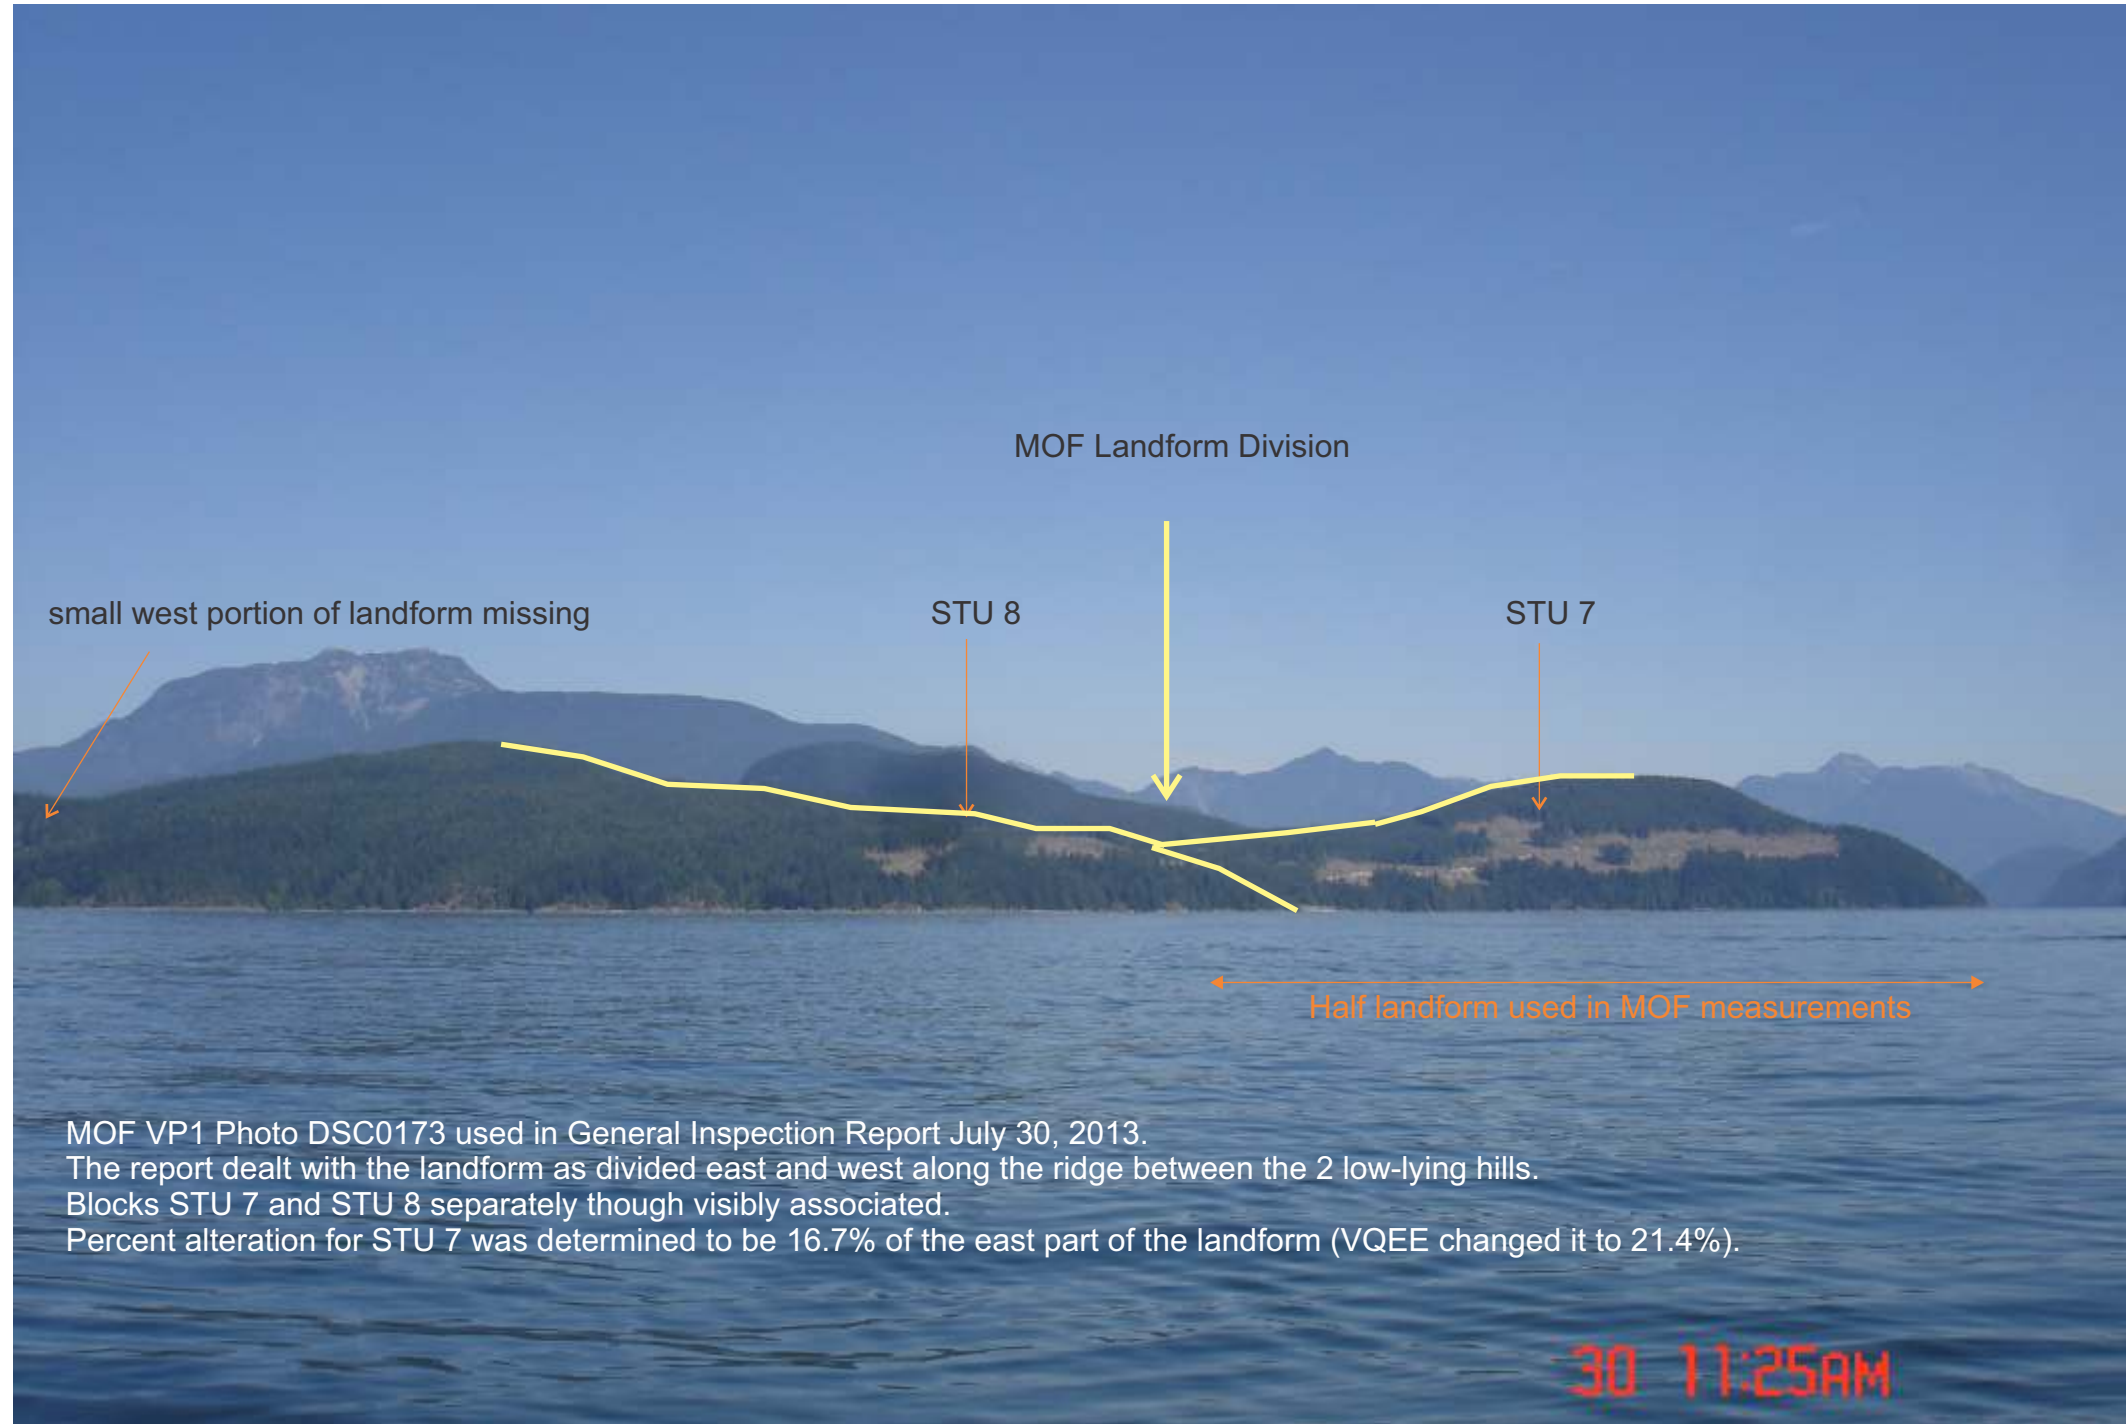 MOF Landform Division
small west portion of landform missing
STU 8
STU 7
Half landform used in MOF measurements
MOF VP1 Photo DSC0173 used in General Inspection Report July 30, 2013.
The report dealt with the landform as divided east and west along the ridge between the 2 low-lying hills.
Blocks STU 7 and STU 8 separately though visibly associated.
Percent alteration for STU 7 was determined to be 16.7% of the east part of the landform (VQEE changed it to 21.4%).
30 11:25AM